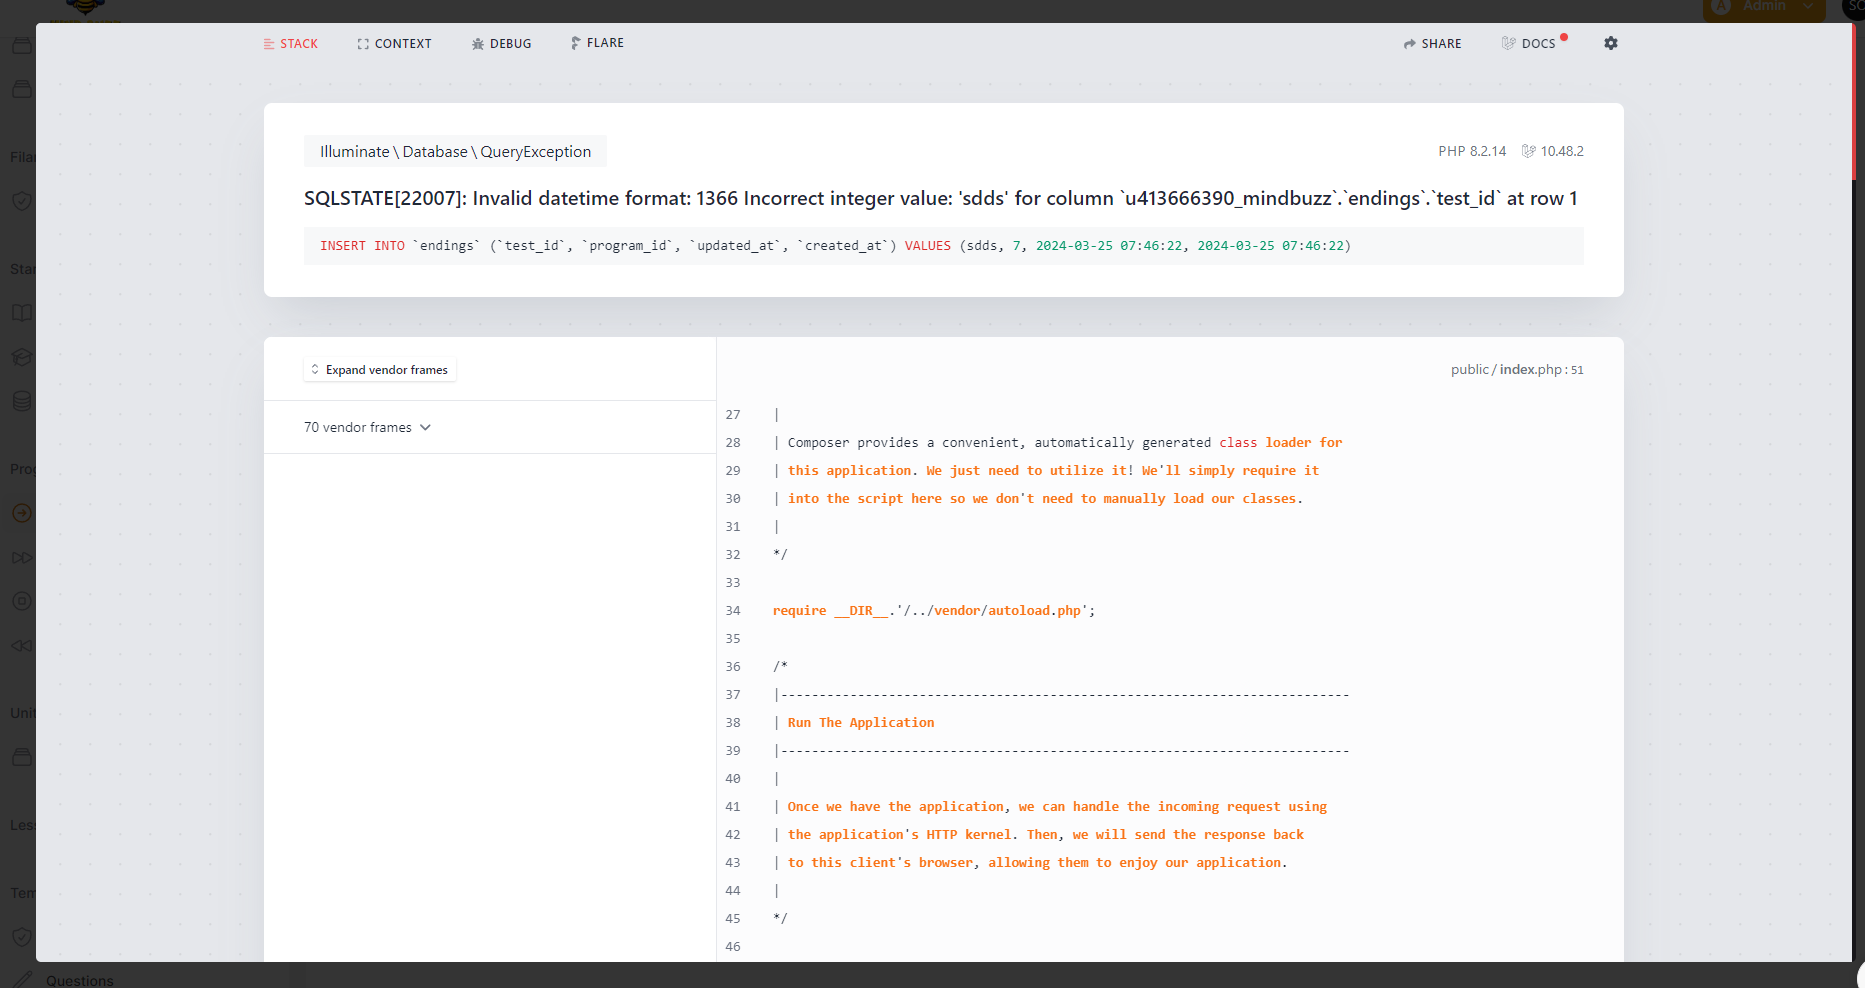 Admin
A
SC
STACK
CONTEXT
DEBUG
FLARE
SHARE
DOCS
Illuminate \ Database \ QueryException
PHP 8.2.14
10.48.2
SQLSTATE[22007]: Invalid datetime format: 1366 Incorrect integer value: 'sdds' for column `u413666390_mindbuzz`.`endings`.`test_id` at row 1
INSERT INTO `endings` (`test_id`, `program_id`, `updated_at`, `created_at`) VALUES (sdds, 7, 2024-03-25 07:46:22, 2024-03-25 07:46:22)
Expand vendor frames
70 vendor frames
public / index.php : 51
27 |
28 | Composer provides a convenient, automatically generated class loader for
29 | this application. We just need to utilize it! We'll simply require it
30 | into the script here so we don't need to manually load our classes.
31 |
32 */
33
34 require __DIR__.'/../vendor/autoload.php';
35
36 /*
37 |--------------------------------------------------------------------------
38 | Run The Application
39 |--------------------------------------------------------------------------
40 |
41 | Once we have the application, we can handle the incoming request using
42 | the application's HTTP kernel. Then, we will send the response back
43 | to this client's browser, allowing them to enjoy our application.
44 |
45 */
46
Filar
Star
Prog
Unit
Less
Tem
Questions